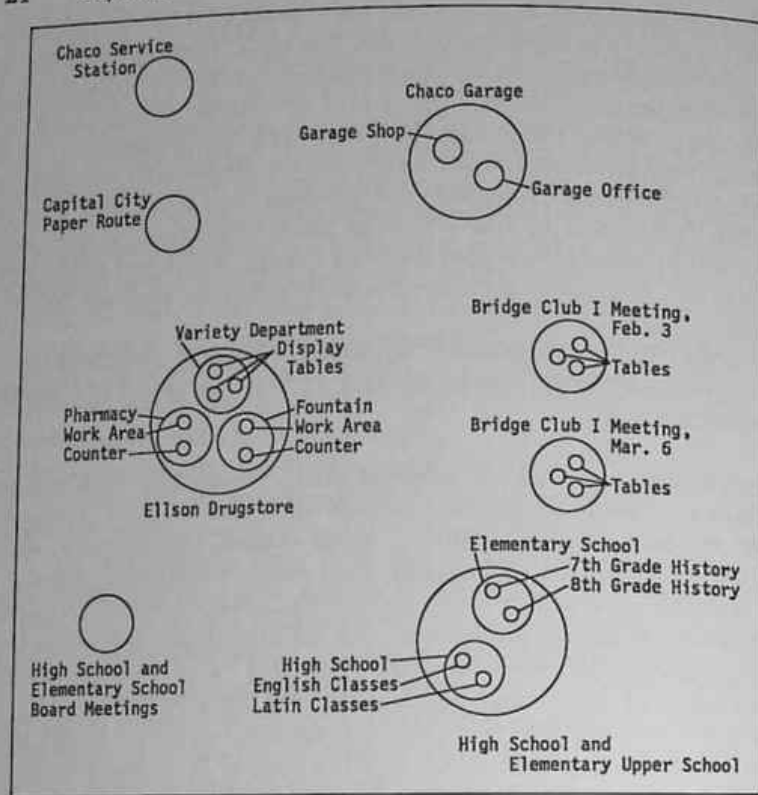 Chaco Service
Station
Chaco Garage
Garage Shop
Garage Office
Capital City
Paper Route
Bridge Club I Meeting,
Feb. 3
Tables
Variety Department
Display
Tables
Pharmacy
Work Area
Counter
Fountain
Work Area
Counter
Ellson Drugstore
Bridge Club I Meeting,
Mar. 6
Tables
Elementary School
7th Grade History
8th Grade History
High School
English Classes
Latin Classes
High School and
Elementary School
Board Meetings
High School and
Elementary Upper School